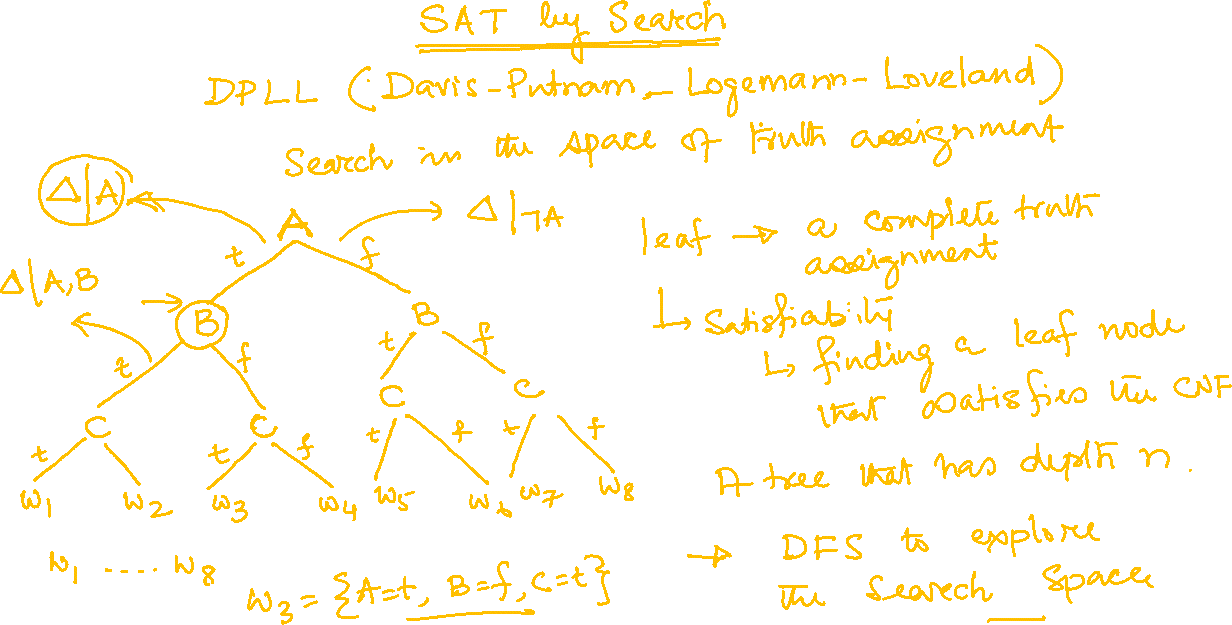 SAT by Search
DPLL (Davis-Putnam-Logemann-Loveland)
Search in the space of truth assignment
Δ|A
A
Δ|¬A
t f
leaf → a complete truth
assignment
Δ|A,B
B B
t f t f
↳ Satisfiability
↳ finding a leaf node
that satisfies the CNF
C C C C
t t f t f t f
w1 w2 w3 w4 w5 w6 w7 w8
A tree that has depth n.
w1 .... w8
w3 = {A=t, B=f, C=t}
→ DFS to explore
the Search Space